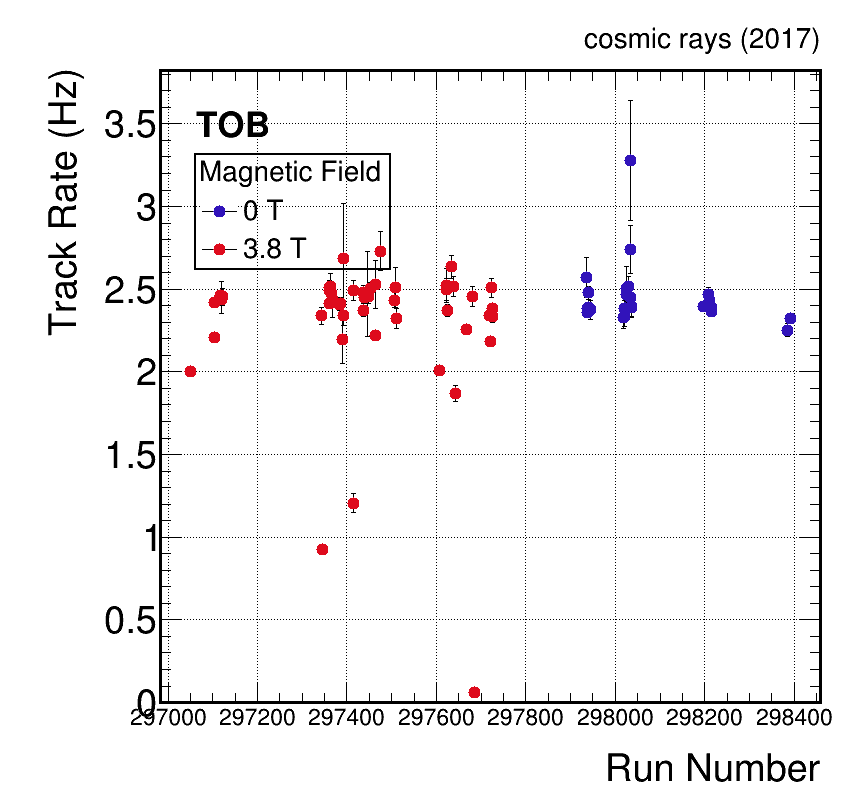 cosmic rays (2017)
Track Rate (Hz)
3.5
3
2.5
2
1.5
1
0.5
0
TOB
Magnetic Field
0 T
3.8 T
297000 297200 297400 297600 297800 298000 298200 298400
Run Number